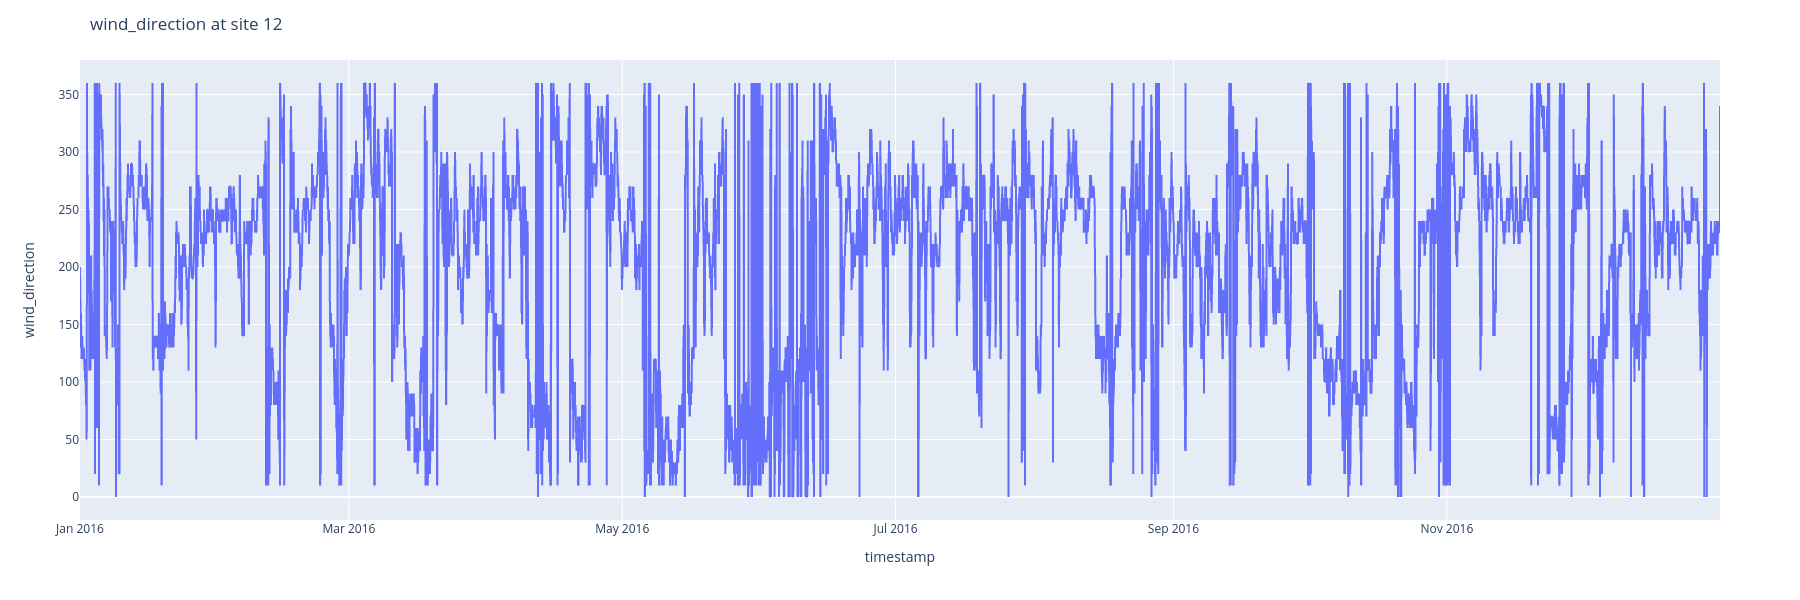 wind_direction at site 12
wind_direction
350
300
250
200
150
100
50
0
Jan 2016
Mar 2016
May 2016
Jul 2016
Sep 2016
Nov 2016
timestamp